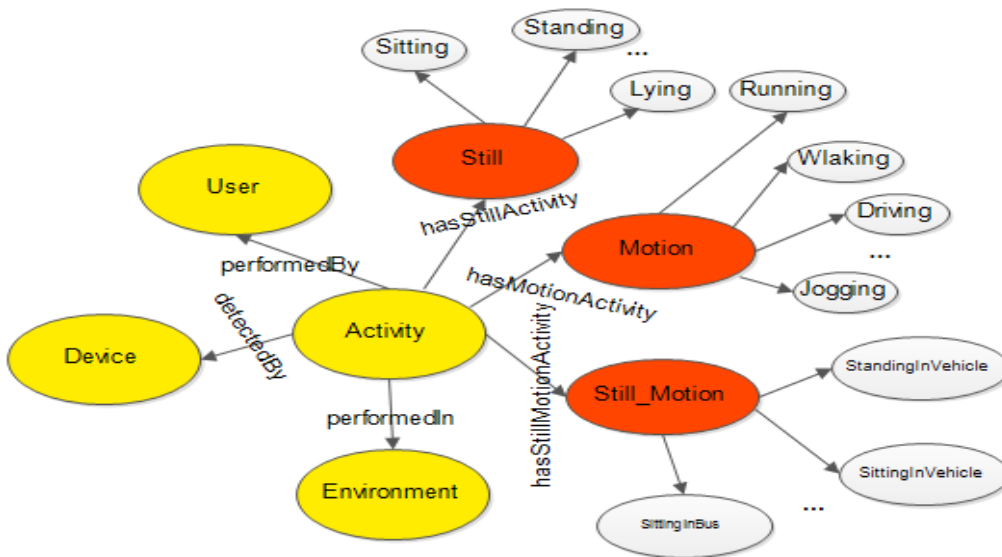 Standing
Sitting
...
Lying
Running
Still
Wlaking
User
hasStillActivity
Driving
Motion
...
performedBy
hasMotionActivity
Jogging
detectedBy
Activity
Device
hasStillMotionActivity
StandingInVehicle
Still_Motion
performedIn
SittingInVehicle
Environment
...
SittingInBus